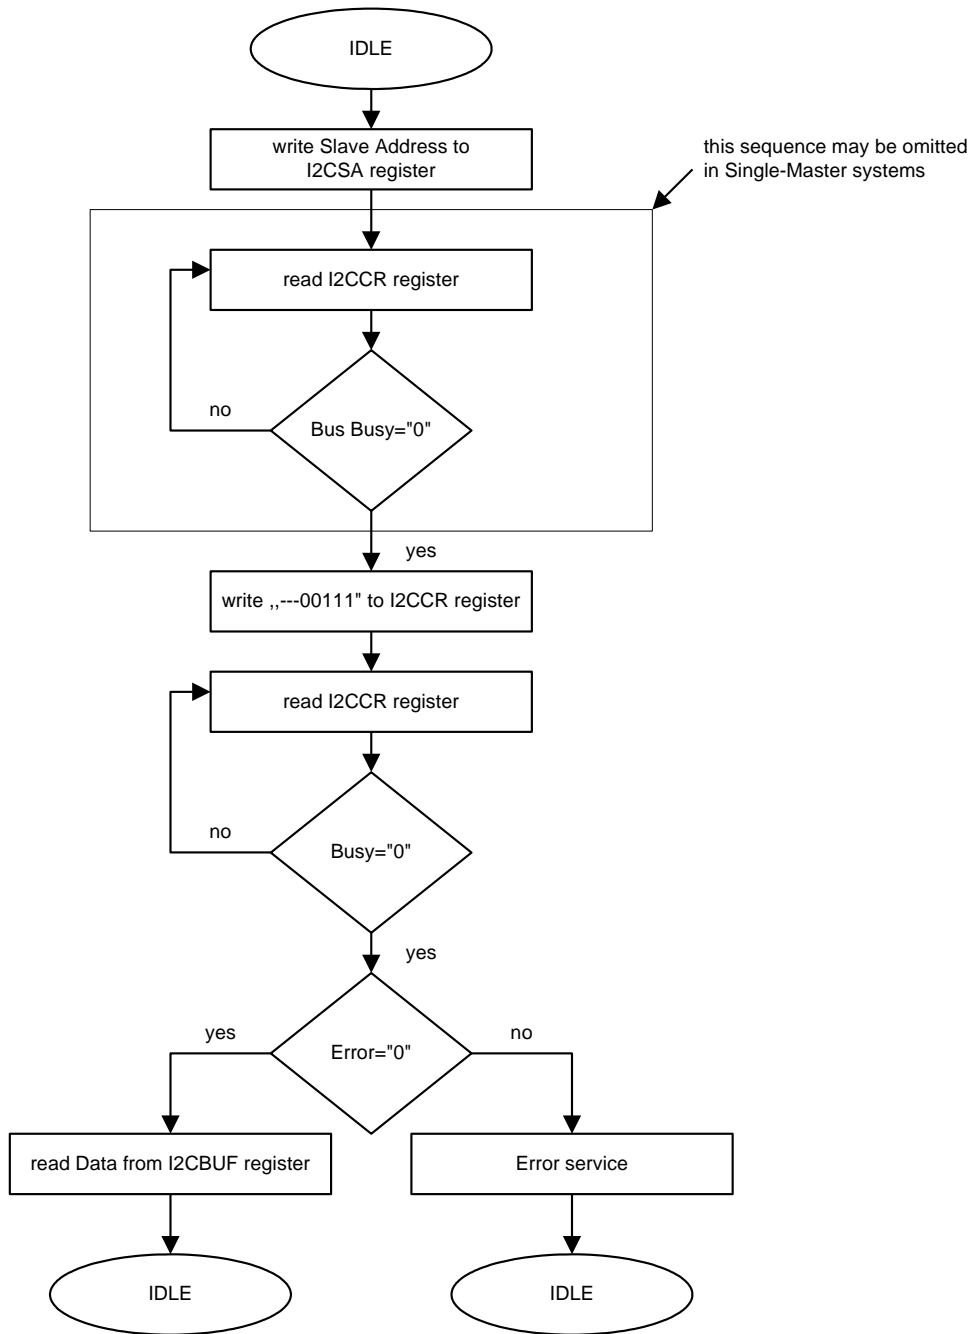 IDLE
write Slave Address to
I2CSA register
this sequence may be omitted
in Single-Master systems
read I2CCR register
no
Bus Busy="0"
yes
write ,,---00111" to I2CCR register
read I2CCR register
no
Busy="0"
yes
yes
Error="0"
no
read Data from I2CBUF register
Error service
IDLE
IDLE